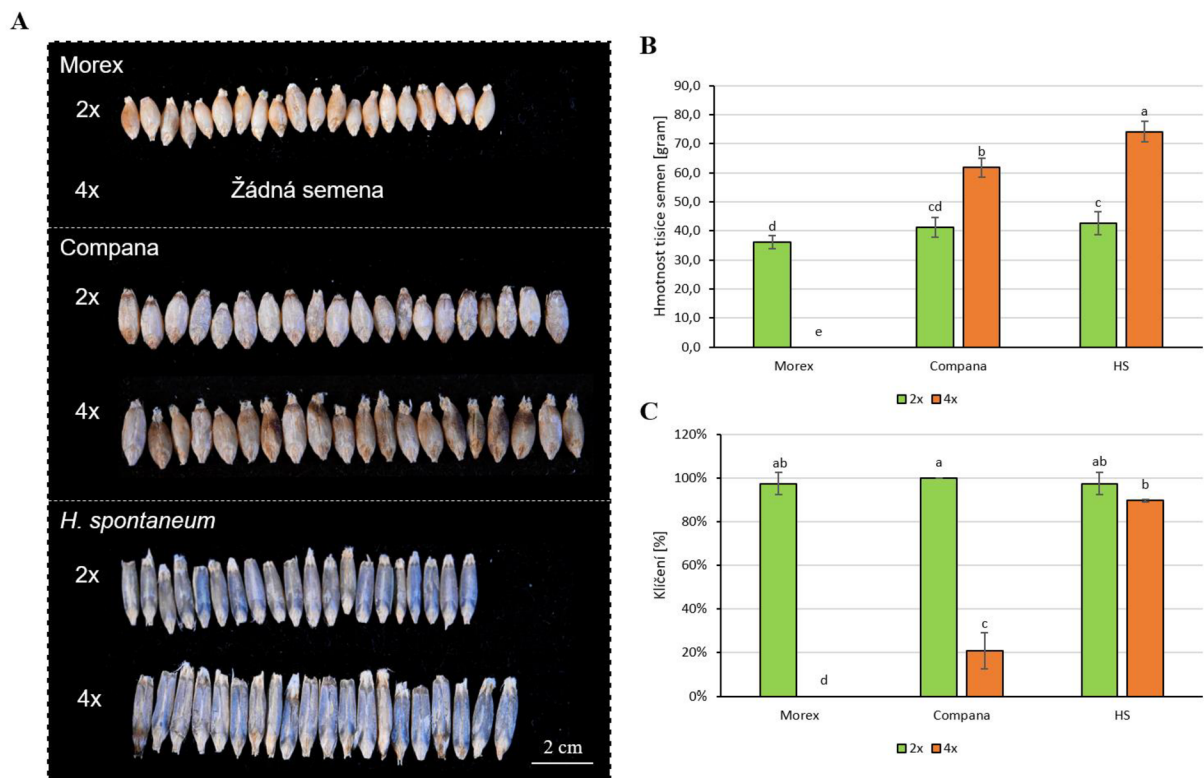 A
Morex
2x
4x
Žádná semena
Compana
2x
4x
H. spontaneum
2x
4x
2 cm
B
Hmotnost tisíce semen [gram]
90,0
80,0
70,0
60,0
50,0
40,0
30,0
20,0
10,0
0,0
d
e
cd
b
c
a
Morex
Compana
HS
2x
4x
C
Klíčení [%]
120%
100%
80%
60%
40%
20%
0%
ab
d
a
c
ab
b
Morex
Compana
HS
2x
4x